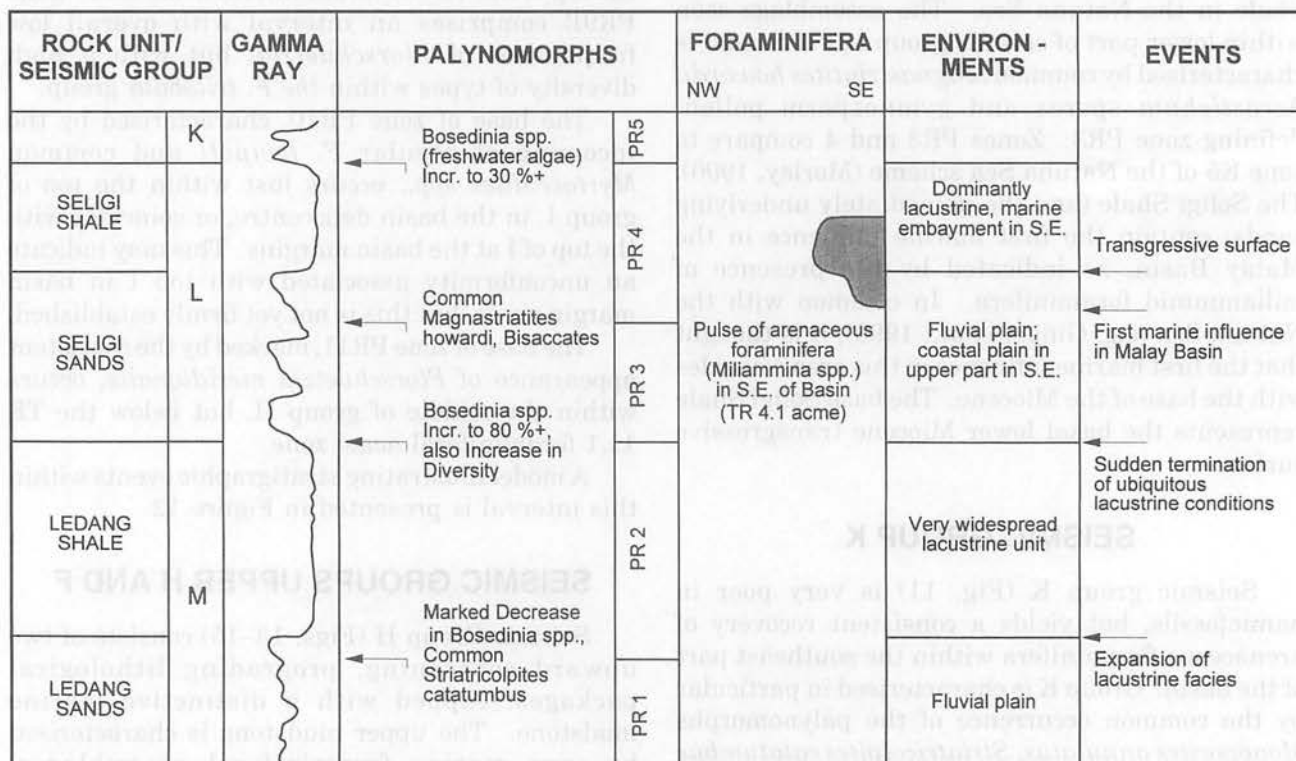 ROCK UNIT/
SEISMIC GROUP
GAMMA
RAY
PALYNOMORPHS
FORAMINIFERA
NW SE
ENVIRON-
MENTS
EVENTS
K
SELIGI
SHALE
L
SELIGI
SANDS
LEDANG
SHALE
M
LEDANG
SANDS
Bosedinia spp.
(freshwater algae)
Incr. to 30 %+
Common
Magnastriatites
howardi, Bisaccates
Bosedinia spp.
Incr. to 80 %+,
also Increase in
Diversity
Marked Decrease
in Bosedinia spp.,
Common
Striatricolpites
catatumbus
PR5
PR 4
PR 3
PR 2
PR 1
Pulse of arenaceous
foraminifera
(Miliammina spp.)
in S.E. of Basin
(TR 4.1 acme)
Dominantly
lacustrine, marine
embayment in S.E.
Fluvial plain;
coastal plain in
upper part in S.E.
Very widespread
lacustrine unit
Fluvial plain
Transgressive surface
First marine influence
in Malay Basin
Sudden termination
of ubiquitous
lacustrine conditions
Expansion of
lacustrine facies